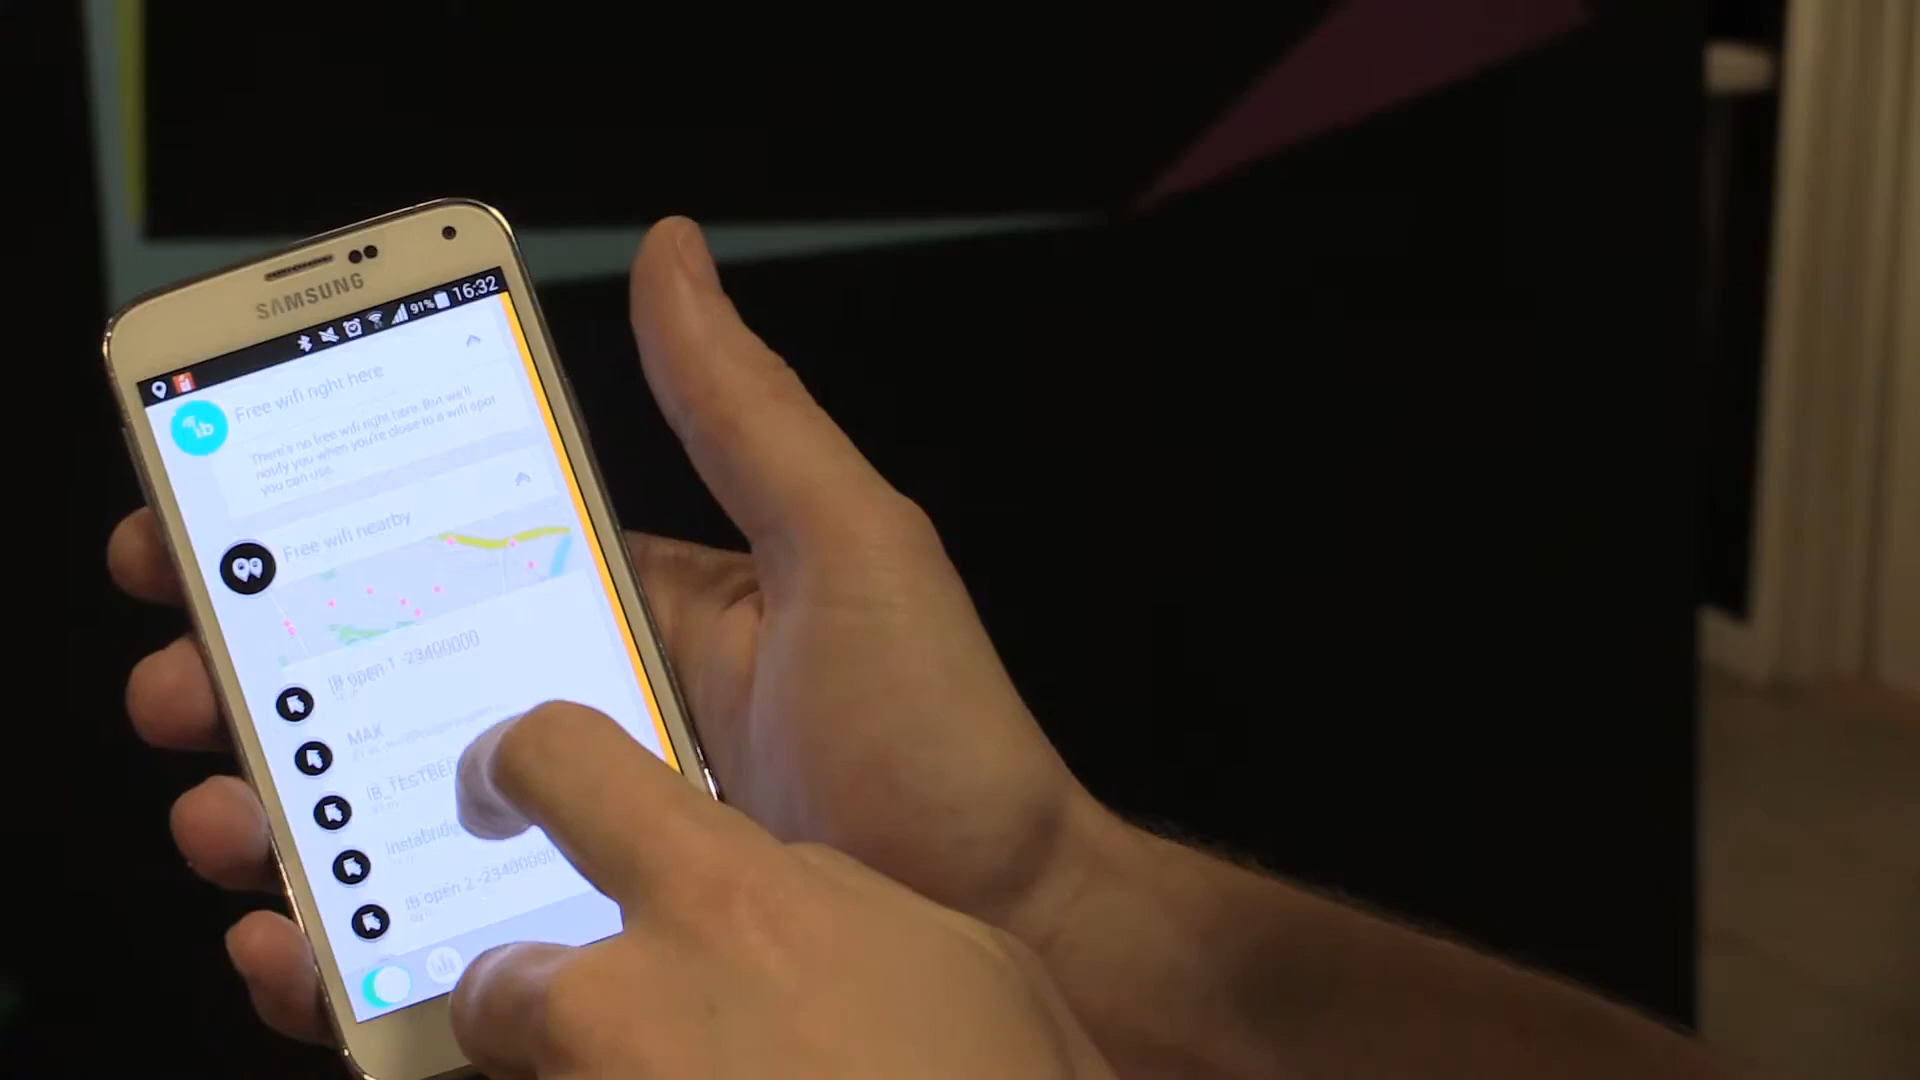 SAMSUNG
91% 16:32
Free wifi right here
There's no free wifi right here. But we'll
notify you when you're close to a wifi spot
you can use.
Free wifi nearby
IB open 1 -23400000
MAX
IB_TESTBED
Instabridge
IB open 2 -23400000